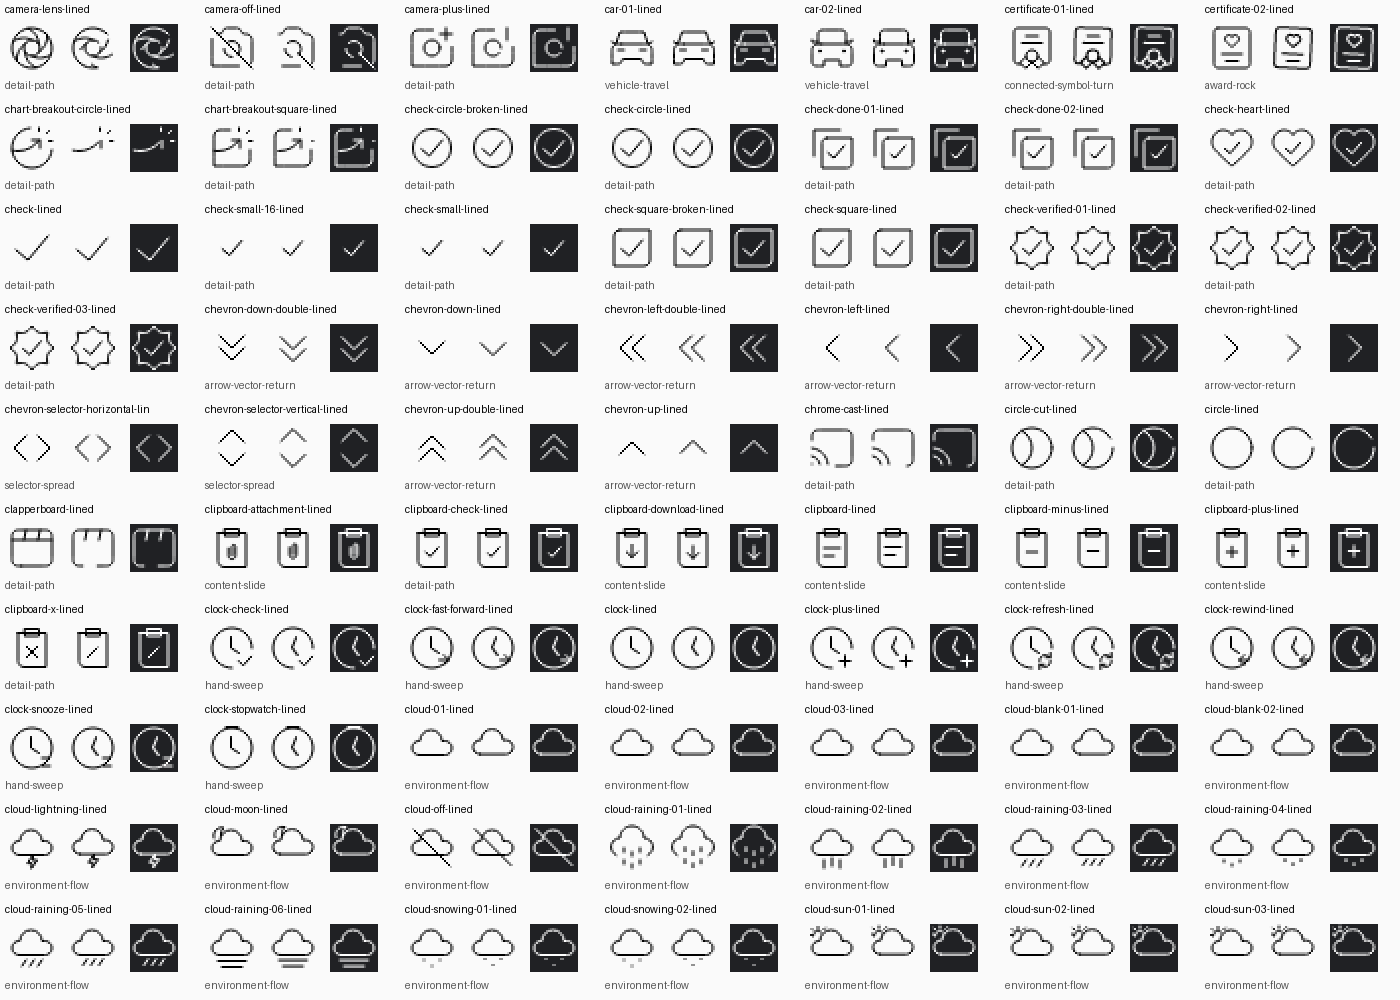 camera-lens-lined camera-off-lined camera-plus-lined car-01-lined car-02-lined certificate-01-lined certificate-02-lined
detail-path detail-path detail-path vehicle-travel vehicle-travel connected-symbol-turn award-rock
chart-breakout-circle-lined chart-breakout-square-lined check-circle-broken-lined check-circle-lined check-done-01-lined check-done-02-lined check-heart-lined
detail-path detail-path detail-path detail-path detail-path detail-path detail-path
check-lined check-small-16-lined check-small-lined check-square-broken-lined check-square-lined check-verified-01-lined check-verified-02-lined
detail-path detail-path detail-path detail-path detail-path detail-path detail-path
check-verified-03-lined chevron-down-double-lined chevron-down-lined chevron-left-double-lined chevron-left-lined chevron-right-double-lined chevron-right-lined
detail-path arrow-vector-return arrow-vector-return arrow-vector-return arrow-vector-return arrow-vector-return arrow-vector-return
chevron-selector-horizontal-lin chevron-selector-vertical-lined chevron-up-double-lined chevron-up-lined chrome-cast-lined circle-cut-lined circle-lined
selector-spread selector-spread arrow-vector-return arrow-vector-return detail-path detail-path detail-path
clapperboard-lined clipboard-attachment-lined clipboard-check-lined clipboard-download-lined clipboard-lined clipboard-minus-lined clipboard-plus-lined
detail-path content-slide detail-path content-slide content-slide content-slide content-slide
clipboard-x-lined clock-check-lined clock-fast-forward-lined clock-lined clock-plus-lined clock-refresh-lined clock-rewind-lined
detail-path hand-sweep hand-sweep hand-sweep hand-sweep hand-sweep hand-sweep
clock-snooze-lined clock-stopwatch-lined cloud-01-lined cloud-02-lined cloud-03-lined cloud-blank-01-lined cloud-blank-02-lined
hand-sweep hand-sweep environment-flow environment-flow environment-flow environment-flow environment-flow
cloud-lightning-lined cloud-moon-lined cloud-off-lined cloud-raining-01-lined cloud-raining-02-lined cloud-raining-03-lined cloud-raining-04-lined
environment-flow environment-flow environment-flow environment-flow environment-flow environment-flow environment-flow
cloud-raining-05-lined cloud-raining-06-lined cloud-snowing-01-lined cloud-snowing-02-lined cloud-sun-01-lined cloud-sun-02-lined cloud-sun-03-lined
environment-flow environment-flow environment-flow environment-flow environment-flow environment-flow environment-flow